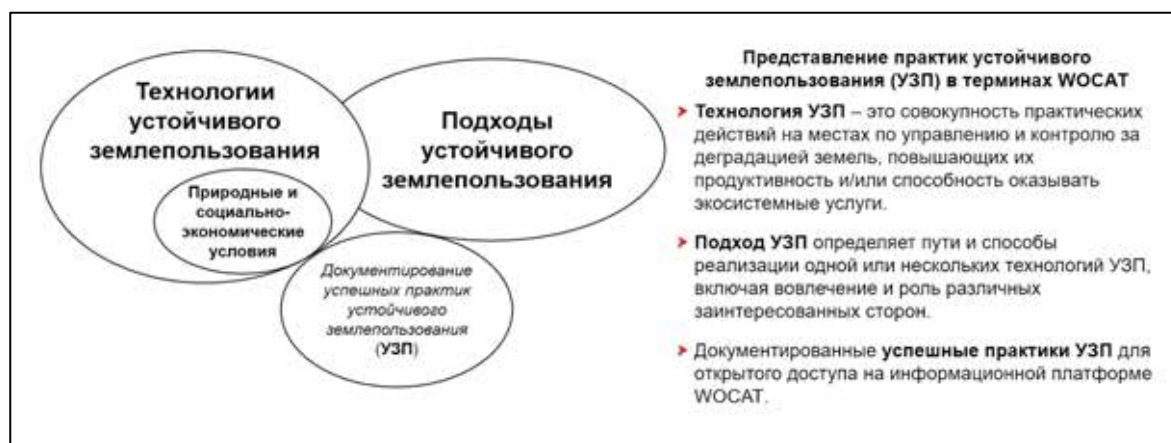 Технологии
устойчивого
землепользования
Природные и
социально-
экономические
условия
Подходы
устойчивого
землепользования
Документирование
успешных практик
устойчивого
землепользования
(УЗП)
Представление практик устойчивого
землепользования (УЗП) в терминах WOCAT
➤ Технология УЗП – это совокупность практических
действий на местах по управлению и контролю за
деградацией земель, повышающих их
продуктивность и/или способность оказывать
экосистемные услуги.
➤ Подход УЗП определяет пути и способы
реализации одной или нескольких технологий УЗП,
включая вовлечение и роль различных
заинтересованных сторон.
➤ Документированные успешные практики УЗП для
открытого доступа на информационной платформе
WOCAT.